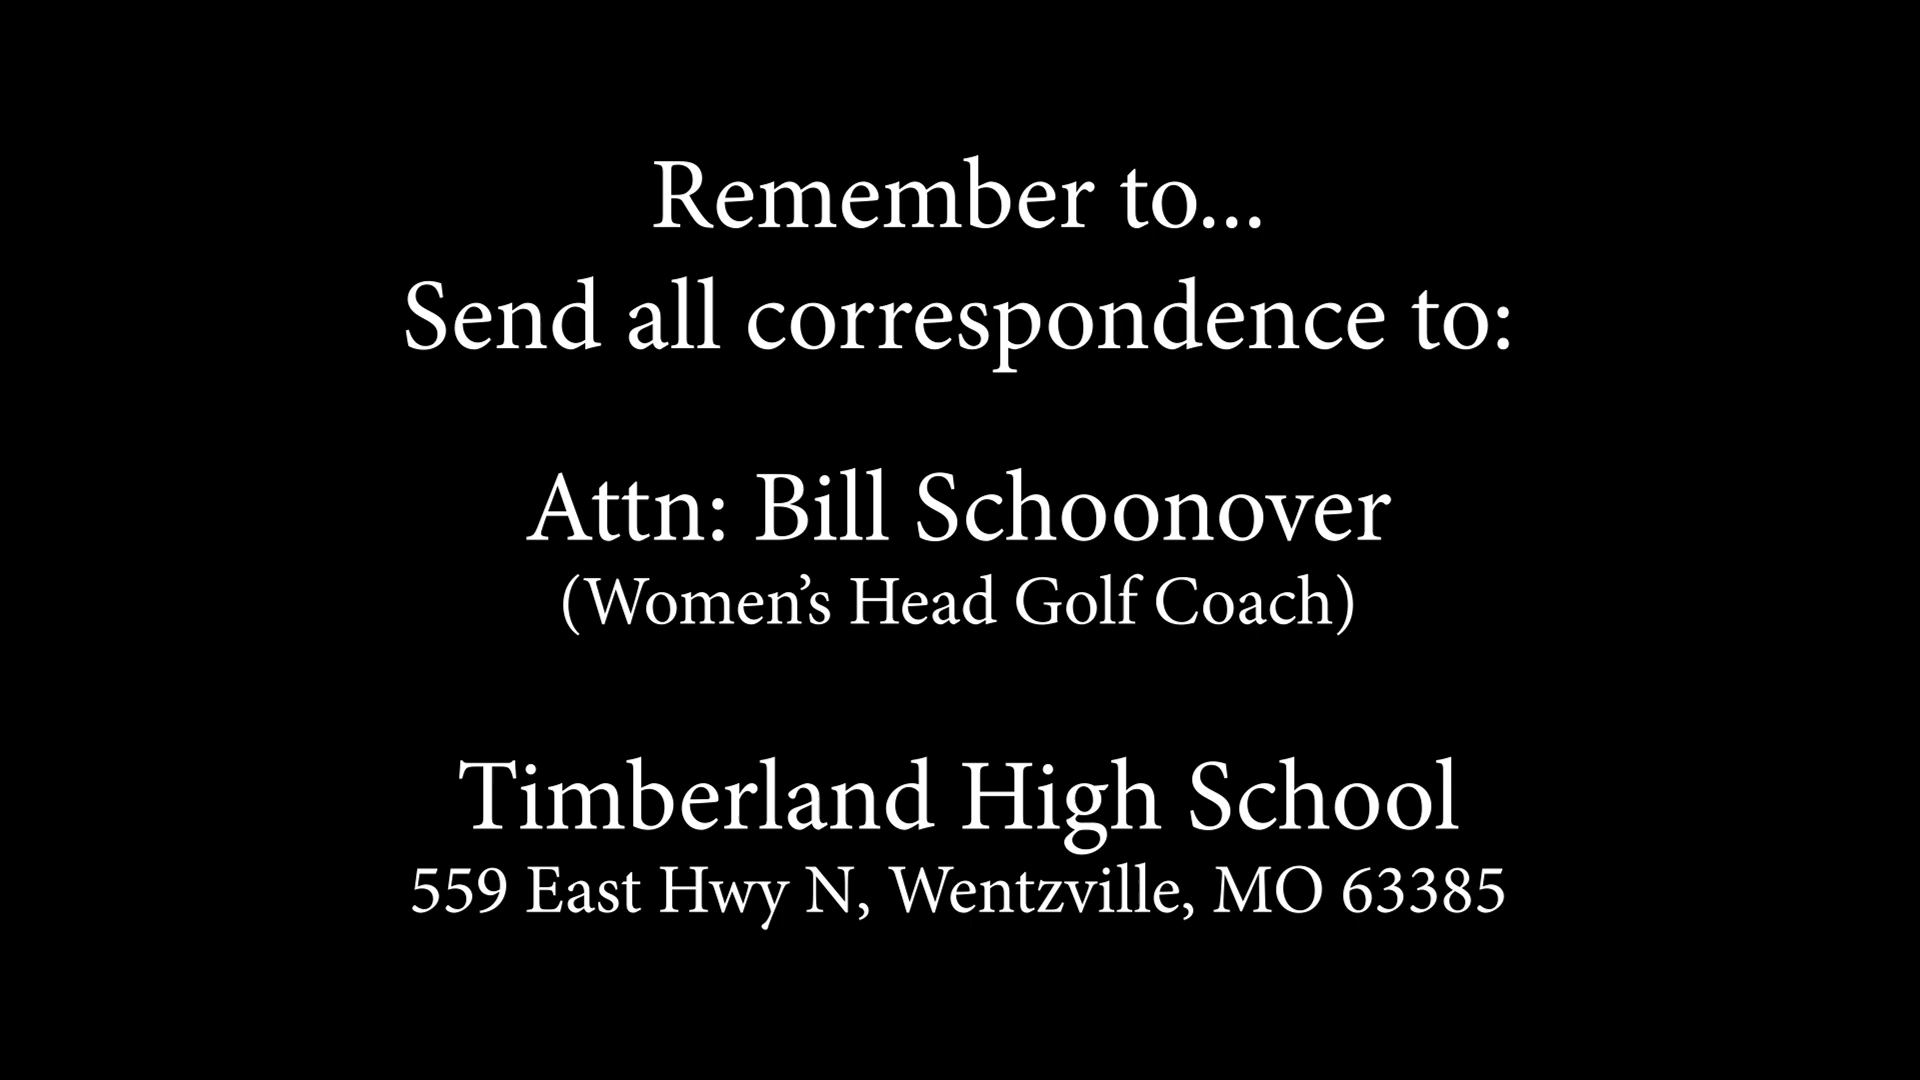 Remember to...
Send all correspondence to:
Attn: Bill Schoonover
(Women’s Head Golf Coach)
Timberland High School
559 East Hwy N, Wentzville, MO 63385